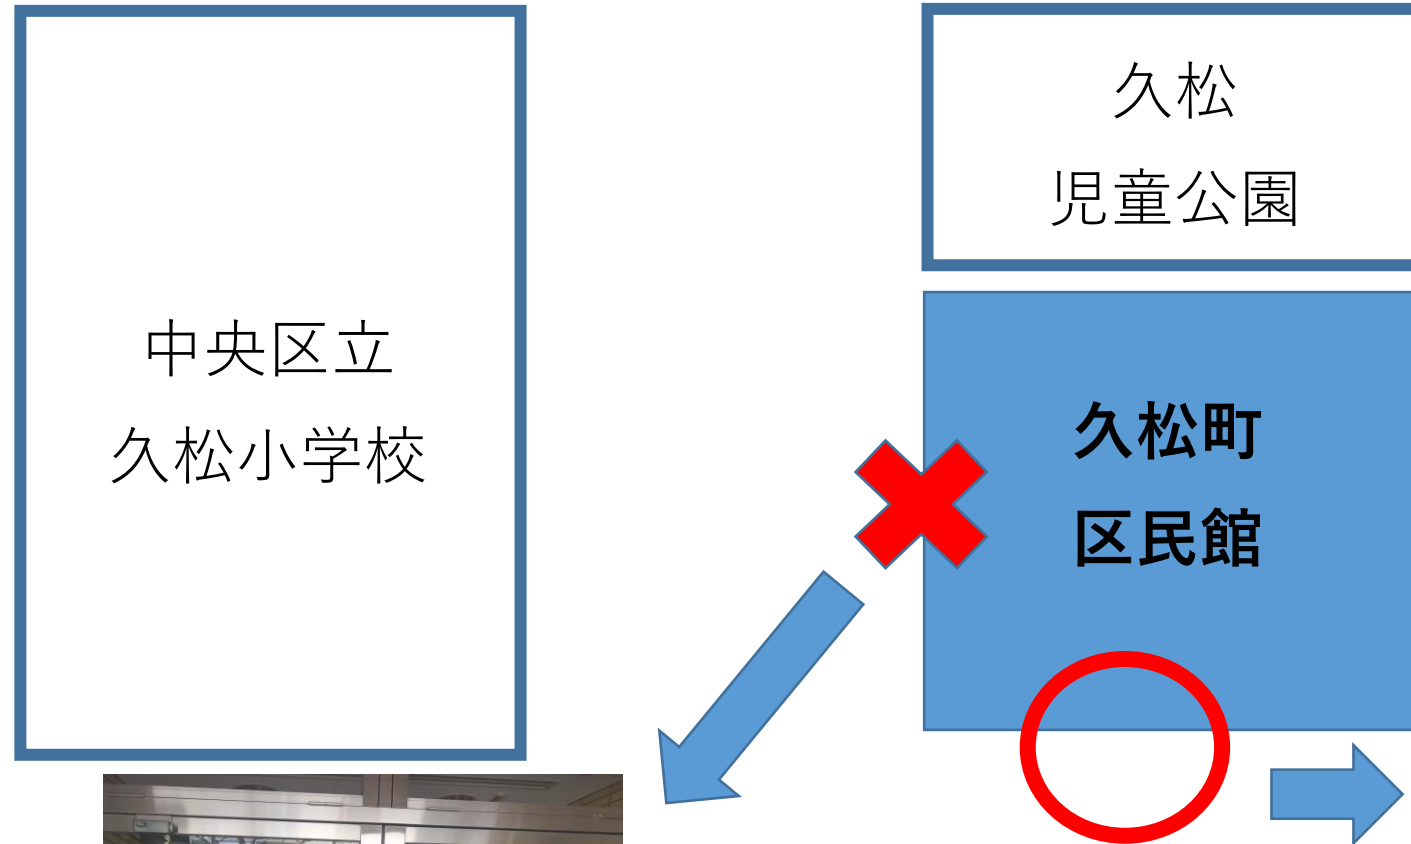 中央区立
久松小学校
久松
児童公園
久松町
区民館